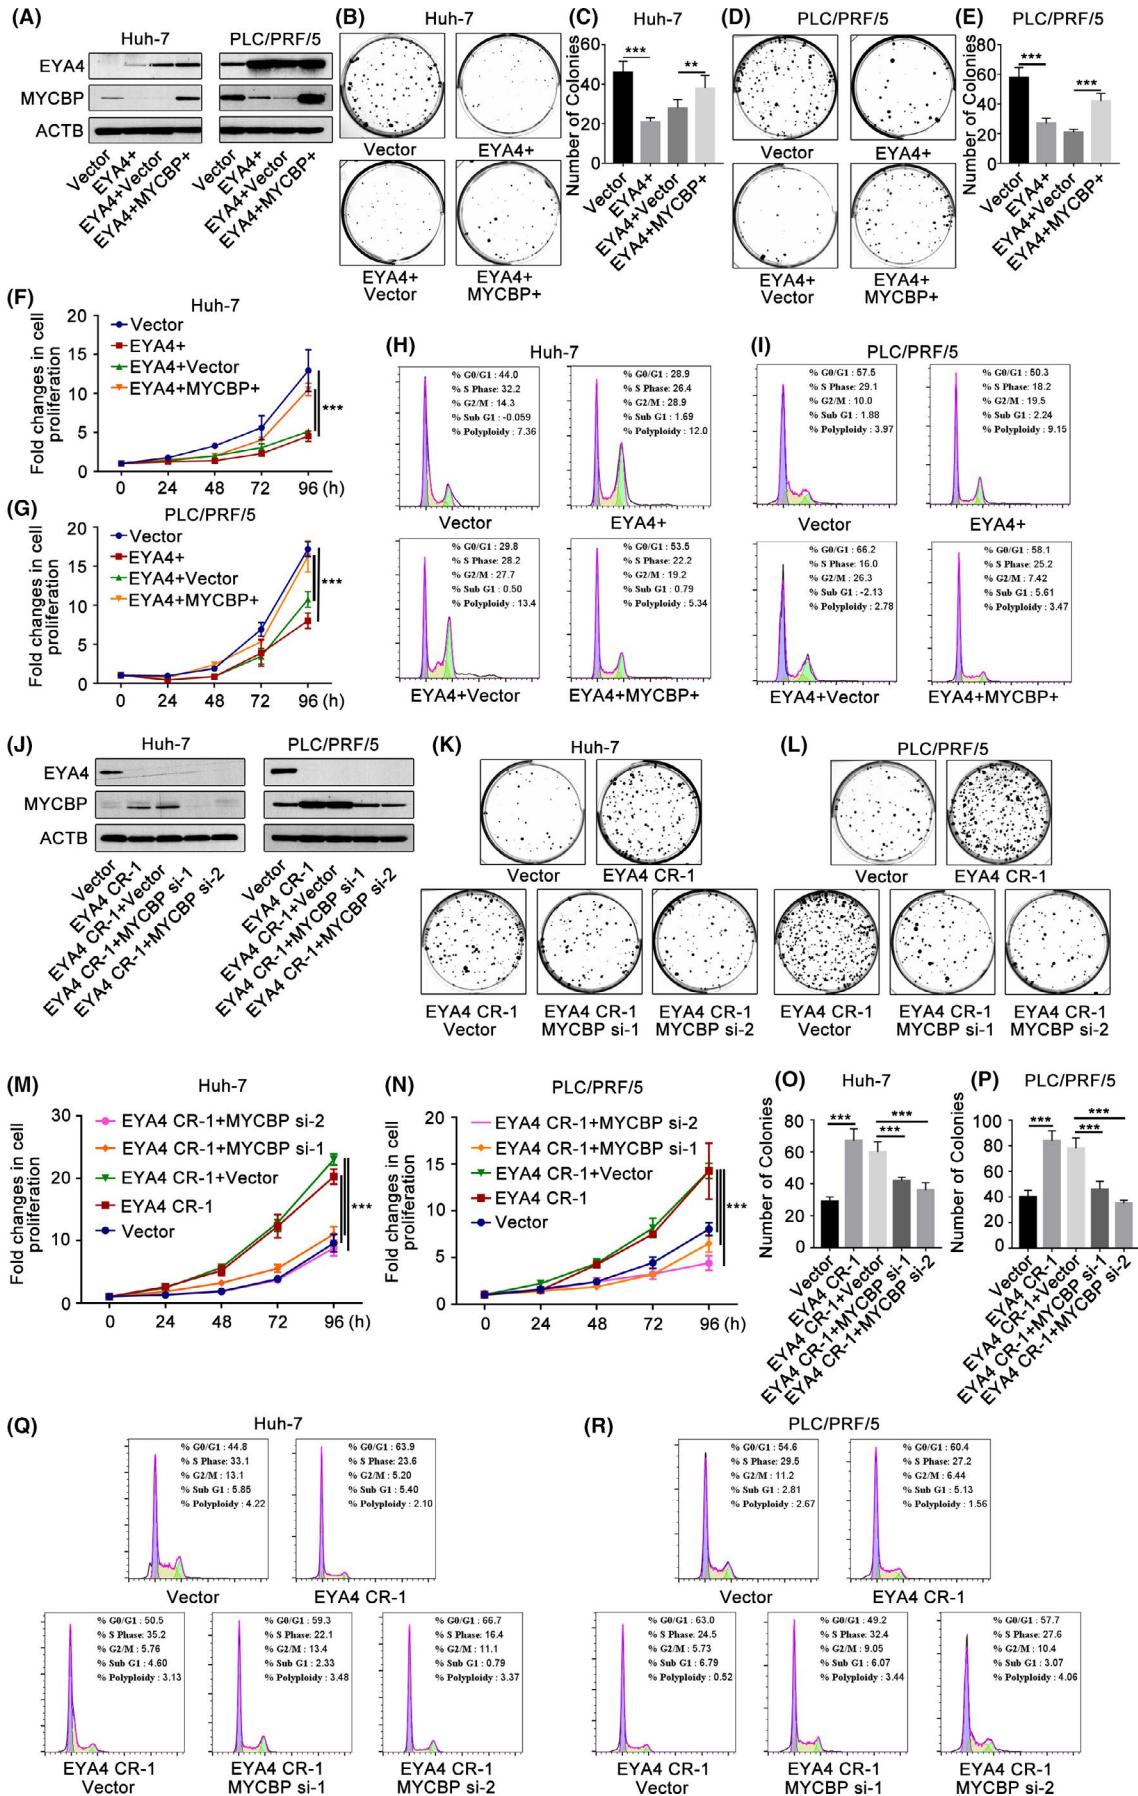 (A)
Huh-7
PLC/PRF/5
EYA4
MYCBP
ACTB
Vector
EYA4+
EYA4+Vector
EYA4+MYCBP+
Vector
EYA4+
EYA4+Vector
EYA4+MYCBP+
(B)
Huh-7
Vector
EYA4+
EYA4+
Vector
EYA4+
MYCBP+
(C)
Huh-7
Number of Colonies
60
40
20
0
***
**
Vector
EYA4+
EYA4+Vector
EYA4+MYCBP+
(D)
PLC/PRF/5
Vector
EYA4+
EYA4+
Vector
EYA4+
MYCBP+
(E)
PLC/PRF/5
Number of Colonies
80
60
40
20
0
***
***
Vector
EYA4+
EYA4+Vector
EYA4+MYCBP+
(F)
Huh-7
Fold changes in cell
proliferation
20
15
10
5
0
Vector
EYA4+
EYA4+Vector
EYA4+MYCBP+
***
0 24 48 72 96 (h)
(G)
PLC/PRF/5
Fold changes in cell
proliferation
20
15
10
5
0
Vector
EYA4+
EYA4+Vector
EYA4+MYCBP+
***
0 24 48 72 96 (h)
(H)
Huh-7
% G0/G1 : 44.0
% S Phase: 32.2
% G2/M : 14.3
% Sub G1 : -0.059
% Polyploidy : 7.36
Vector
% G0/G1 : 28.9
% S Phase: 26.4
% G2/M : 28.9
% Sub G1 : 1.69
% Polyploidy : 12.0
EYA4+
% G0/G1 : 29.8
% S Phase : 28.2
% G2/M : 27.7
% Sub G1 : 0.50
% Polyploidy : 13.4
EYA4+Vector
% G0/G1 : 53.5
% S Phase : 22.2
% G2/M : 19.2
% Sub G1 : 0.79
% Polyploidy : 5.34
EYA4+MYCBP+
(I)
PLC/PRF/5
% G0/G1 : 57.5
% S Phase : 29.1
% G2/M : 10.0
% Sub G1 : 1.88
% Polyploidy : 3.97
Vector
% G0/G1 : 50.3
% S Phase : 18.2
% G2/M : 19.5
% Sub G1 : 2.24
% Polyploidy : 9.15
EYA4+
% G0/G1 : 66.2
% S Phase : 16.0
% G2/M : 26.3
% Sub G1 : -2.13
% Polyploidy : 2.78
EYA4+Vector
% G0/G1 : 58.1
% S Phase : 25.2
% G2/M : 7.42
% Sub G1 : 5.61
% Polyploidy : 3.47
EYA4+MYCBP+
(J)
Huh-7
PLC/PRF/5
EYA4
MYCBP
ACTB
Vector
EYA4 CR-1
EYA4 CR-1+Vector
EYA4 CR-1+MYCBP si-1
EYA4 CR-1+MYCBP si-2
Vector
EYA4 CR-1
EYA4 CR-1+Vector
EYA4 CR-1+MYCBP si-1
EYA4 CR-1+MYCBP si-2
(K)
Huh-7
Vector
EYA4 CR-1
EYA4 CR-1
Vector
EYA4 CR-1
MYCBP si-1
EYA4 CR-1
MYCBP si-2
(L)
PLC/PRF/5
Vector
EYA4 CR-1
EYA4 CR-1
Vector
EYA4 CR-1
MYCBP si-1
EYA4 CR-1
MYCBP si-2
(M)
Huh-7
Fold changes in cell
proliferation
30
20
10
0
EYA4 CR-1+MYCBP si-2
EYA4 CR-1+MYCBP si-1
EYA4 CR-1+Vector
EYA4 CR-1
Vector
***
0 24 48 72 96 (h)
(N)
PLC/PRF/5
Fold changes in cell
proliferation
20
15
10
5
0
EYA4 CR-1+MYCBP si-2
EYA4 CR-1+MYCBP si-1
EYA4 CR-1+Vector
EYA4 CR-1
Vector
***
0 24 48 72 96 (h)
(O)
Huh-7
Number of Colonies
80
60
40
20
0
***
***
***
Vector
EYA4 CR-1
EYA4 CR-1+Vector
EYA4 CR-1+MYCBP si-1
EYA4 CR-1+MYCBP si-2
(P)
PLC/PRF/5
Number of Colonies
100
80
60
40
20
0
***
***
***
Vector
EYA4 CR-1
EYA4 CR-1+Vector
EYA4 CR-1+MYCBP si-1
EYA4 CR-1+MYCBP si-2
(Q)
Huh-7
% G0/G1 : 44.8
% S Phase: 33.1
% G2/M : 13.1
% Sub G1 : 5.85
% Polyploidy : 4.22
Vector
% G0/G1 : 63.9
% S Phase: 23.6
% G2/M : 5.20
% Sub G1 : 5.40
% Polyploidy : 2.10
EYA4 CR-1
% G0/G1 : 50.5
% S Phase: 35.2
% G2/M : 5.76
% Sub G1 : 4.60
% Polyploidy : 3.13
EYA4 CR-1
Vector
% G0/G1 : 59.3
% S Phase: 22.1
% G2/M : 13.4
% Sub G1 : 2.33
% Polyploidy : 3.48
EYA4 CR-1
MYCBP si-1
% G0/G1 : 66.7
% S Phase: 16.4
% G2/M : 11.1
% Sub G1 : 0.79
% Polyploidy : 3.37
EYA4 CR-1
MYCBP si-2
(R)
PLC/PRF/5
% G0/G1 : 54.6
% S Phase: 29.5
% G2/M : 11.2
% Sub G1 : 2.81
% Polyploidy : 2.67
Vector
% G0/G1 : 60.4
% S Phase: 27.2
% G2/M : 6.44
% Sub G1 : 5.13
% Polyploidy : 1.56
EYA4 CR-1
% G0/G1 : 63.0
% S Phase: 24.5
% G2/M : 5.73
% Sub G1 : 6.79
% Polyploidy : 0.52
EYA4 CR-1
Vector
% G0/G1 : 49.2
% S Phase: 32.4
% G2/M : 9.05
% Sub G1 : 6.07
% Polyploidy : 3.44
EYA4 CR-1
MYCBP si-1
% G0/G1 : 57.7
% S Phase: 27.6
% G2/M : 10.4
% Sub G1 : 3.07
% Polyploidy : 4.06
EYA4 CR-1
MYCBP si-2